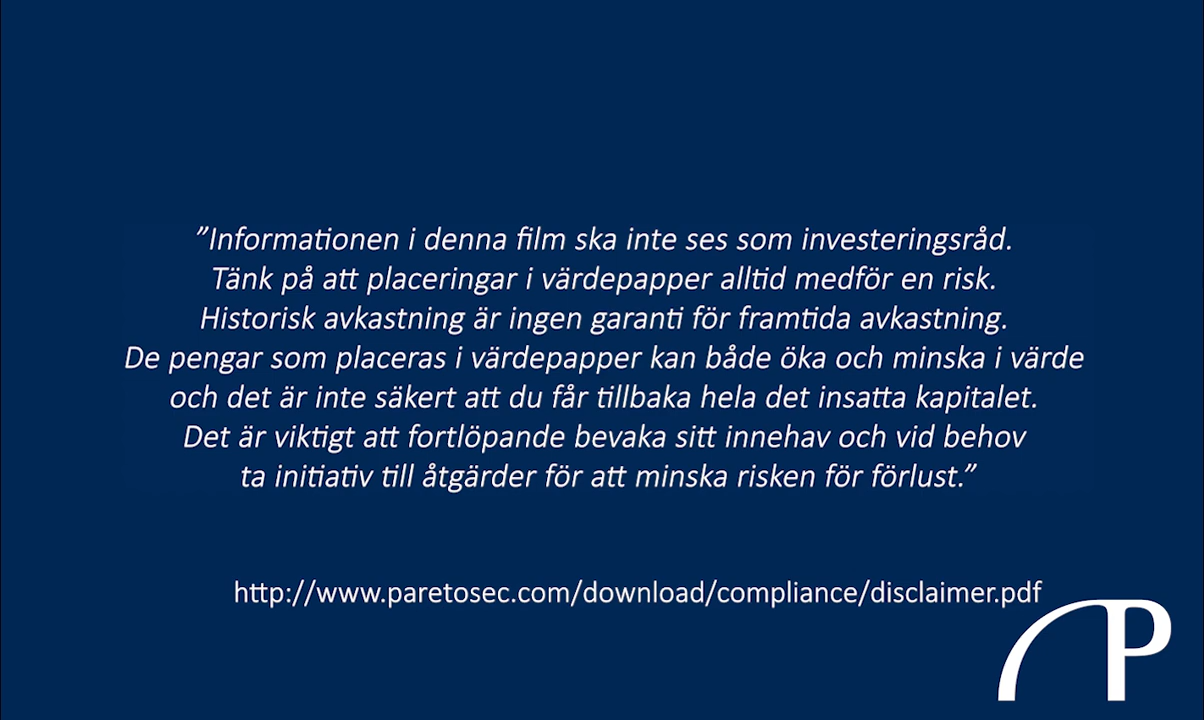 ”Informationen i denna film ska inte ses som investeringsråd.
Tänk på att placeringar i värdepapper alltid medför en risk.
Historisk avkastning är ingen garanti för framtida avkastning.
De pengar som placeras i värdepapper kan både öka och minska i värde
och det är inte säkert att du får tillbaka hela det insatta kapitalet.
Det är viktigt att fortlöpande bevaka sitt innehav och vid behov
ta initiativ till åtgärder för att minska risken för förlust.”
http://www.paretosec.com/download/compliance/disclaimer.pdf
P